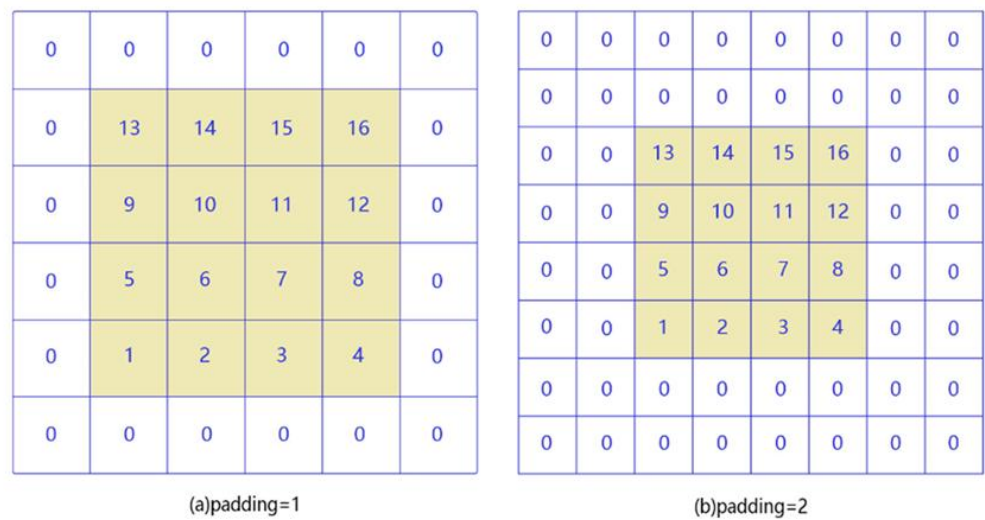 0 0 0 0 0 0
0 13 14 15 16 0
0 9 10 11 12 0
0 5 6 7 8 0
0 1 2 3 4 0
0 0 0 0 0 0
(a)padding=1
0 0 0 0 0 0 0 0
0 0 0 0 0 0 0 0
0 0 13 14 15 16 0 0
0 0 9 10 11 12 0 0
0 0 5 6 7 8 0 0
0 0 1 2 3 4 0 0
0 0 0 0 0 0 0 0
0 0 0 0 0 0 0 0
(b)padding=2